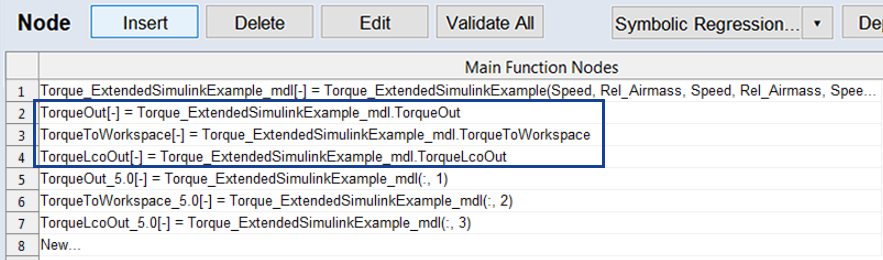 Node Insert Delete Edit Validate All Symbolic Regression... ▼ De
Main Function Nodes
1 Torque_ExtendedSimulinkExample_mdl[-] = Torque_ExtendedSimulinkExample(Speed, Rel_Airmass, Speed, Rel_Airmass, Spee...
2 TorqueOut[-] = Torque_ExtendedSimulinkExample_mdl.TorqueOut
3 TorqueToWorkspace[-] = Torque_ExtendedSimulinkExample_mdl.TorqueToWorkspace
4 TorqueLcoOut[-] = Torque_ExtendedSimulinkExample_mdl.TorqueLcoOut
5 TorqueOut_5.0[-] = Torque_ExtendedSimulinkExample_mdl(:, 1)
6 TorqueToWorkspace_5.0[-] = Torque_ExtendedSimulinkExample_mdl(:, 2)
7 TorqueLcoOut_5.0[-] = Torque_ExtendedSimulinkExample_mdl(:, 3)
8 New...